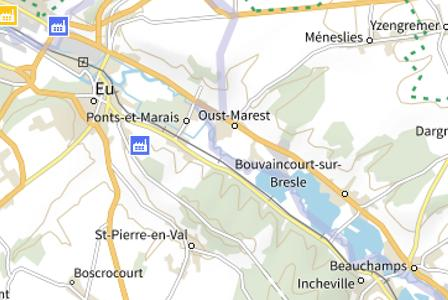 Yzengremer
Méneslies
Eu
Ponts-et-Marais
Oust-Marest
Dargn
Bouvaincourt-sur-
Bresle
St-Pierre-en-Val
Beauchamps
Boscrocourt
Incheville
nt